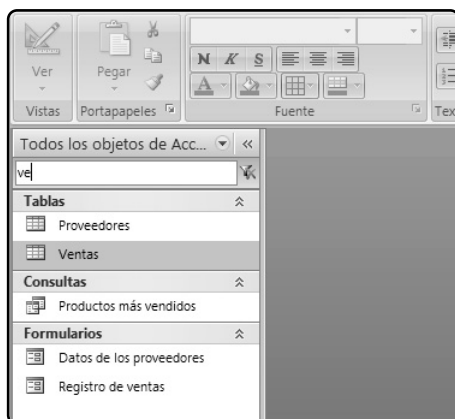 Ver
Pegar
N K S
A
Vistas
Portapapeles
Fuente
Tex
Todos los objetos de Acc...
ve
Tablas
Proveedores
Ventas
Consultas
Productos más vendidos
Formularios
Datos de los proveedores
Registro de ventas